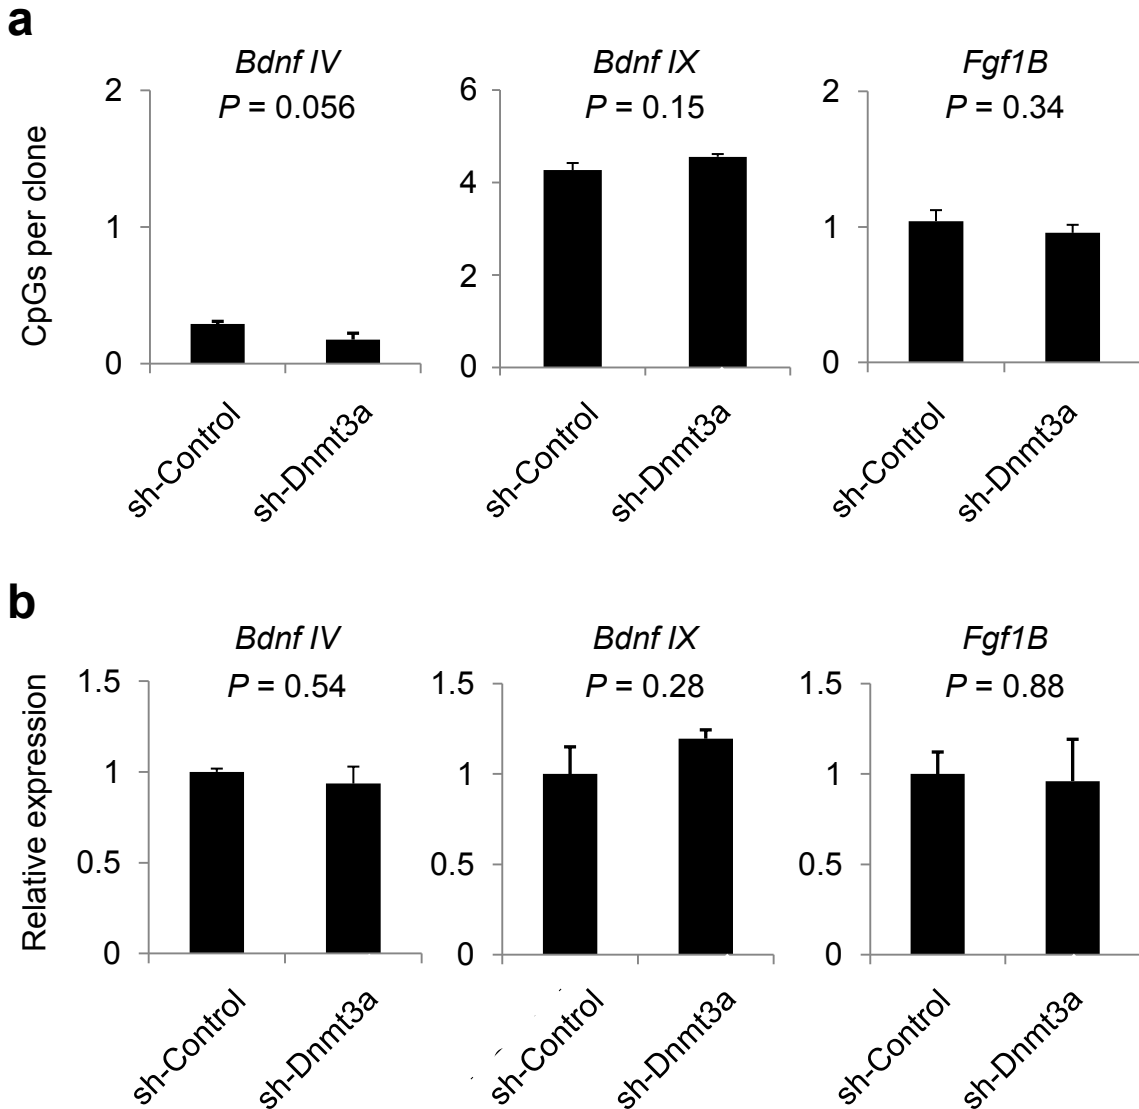 a
Bdnf IV
P = 0.056
CpGs per clone
2
1
0
sh-Control
sh-Dnmt3a
Bdnf IX
P = 0.15
6
4
2
0
sh-Control
sh-Dnmt3a
Fgf1B
P = 0.34
2
1
0
sh-Control
sh-Dnmt3a
b
Bdnf IV
P = 0.54
Relative expression
1.5
1
0.5
0
sh-Control
sh-Dnmt3a
Bdnf IX
P = 0.28
1.5
1
0.5
0
sh-Control
sh-Dnmt3a
Fgf1B
P = 0.88
1.5
1
0.5
0
sh-Control
sh-Dnmt3a